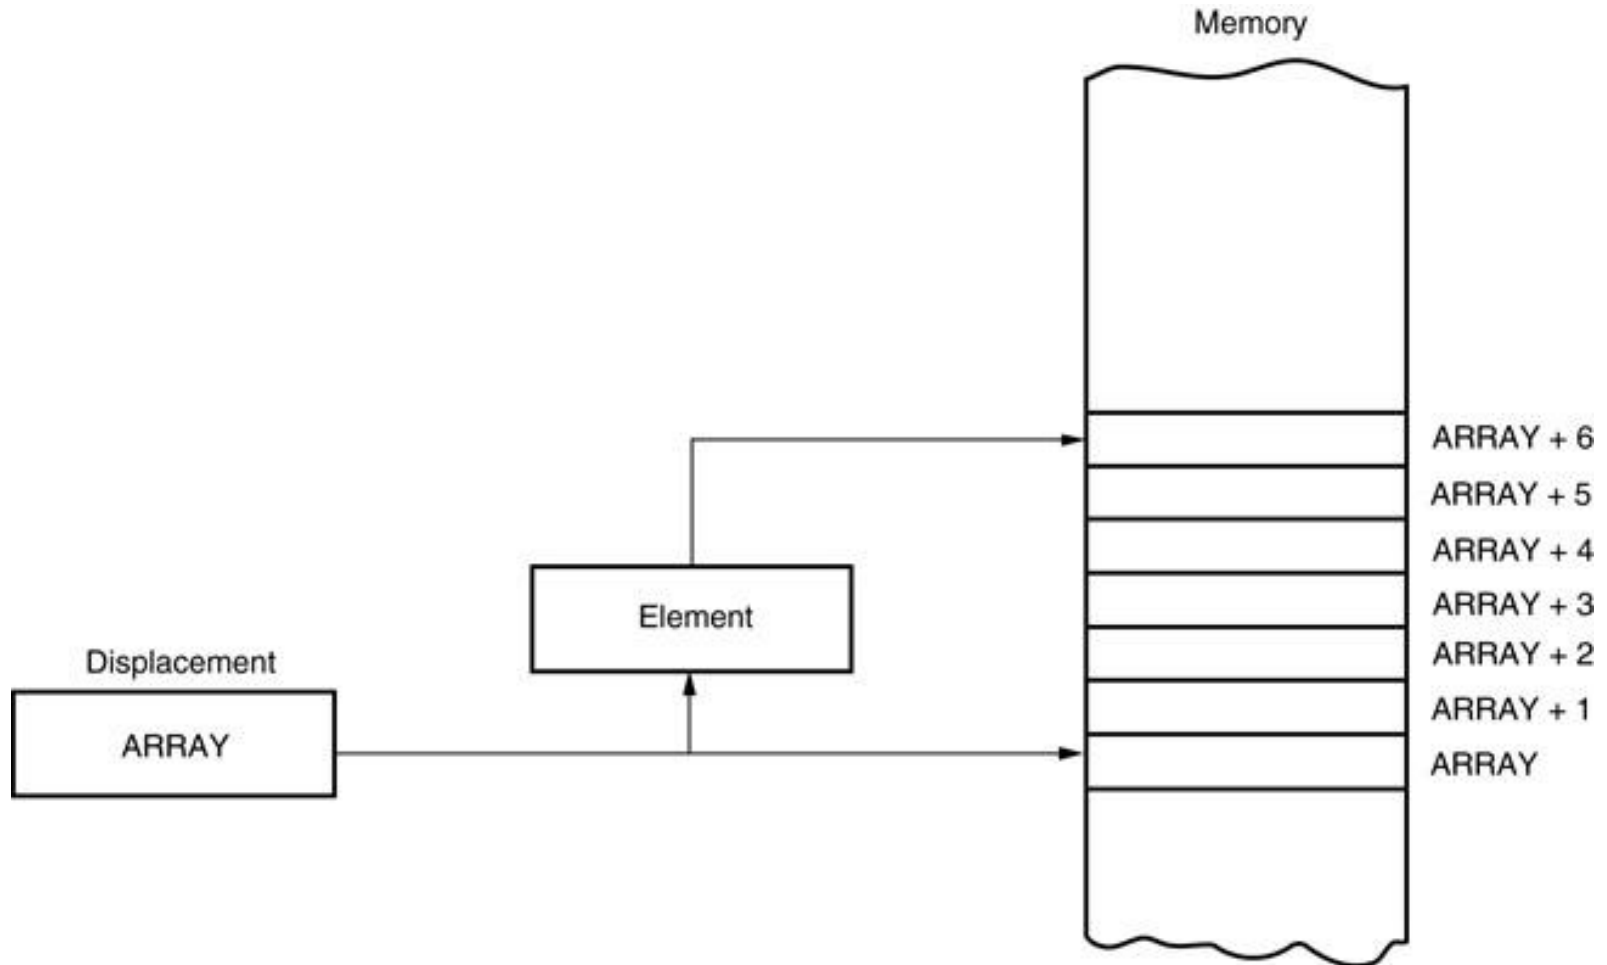 Memory
ARRAY + 6
ARRAY + 5
ARRAY + 4
Element
ARRAY + 3
Displacement
ARRAY + 2
ARRAY + 1
ARRAY
ARRAY